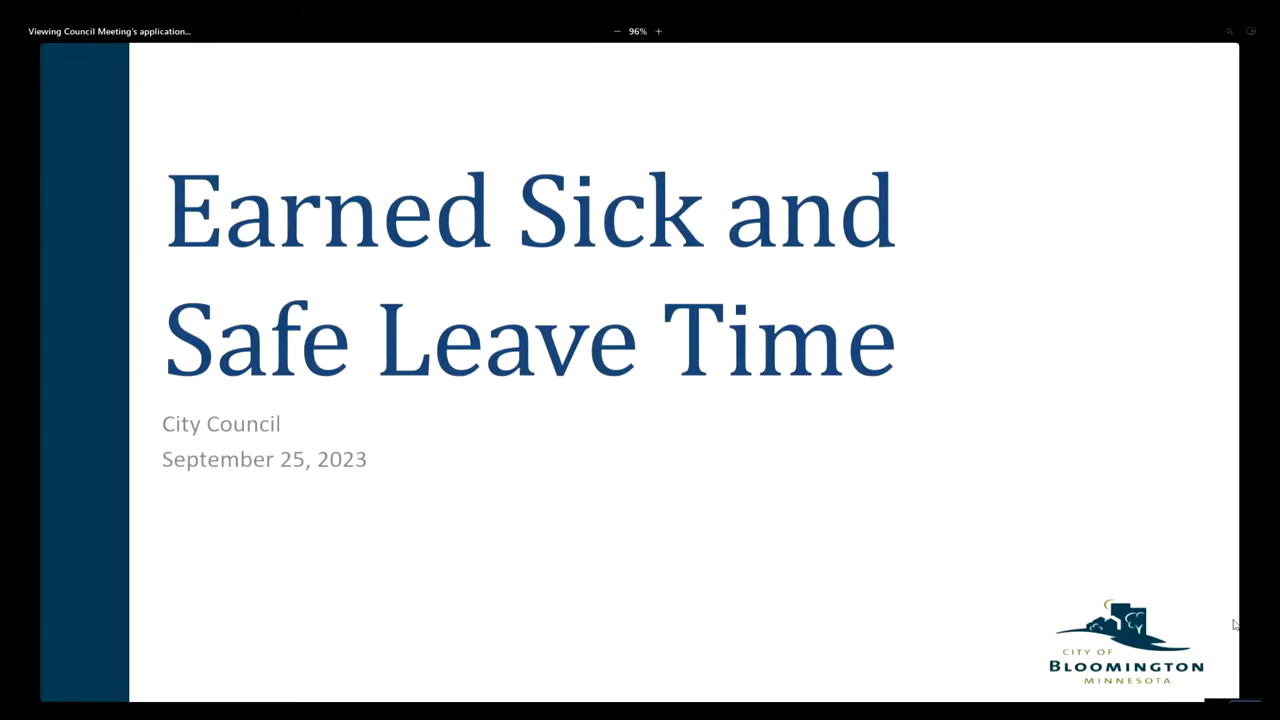 Viewing Council Meeting's application...
− 96% +
Earned Sick and
Safe Leave Time
City Council
September 25, 2023
CITY OF
BLOOMINGTON
MINNESOTA